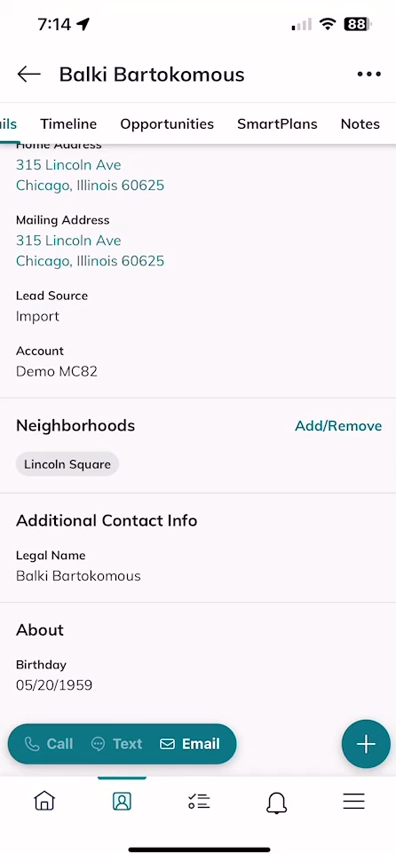 7:14
88
Balki Bartokomous
ils Timeline Opportunities SmartPlans Notes
Home Address
315 Lincoln Ave
Chicago, Illinois 60625
Mailing Address
315 Lincoln Ave
Chicago, Illinois 60625
Lead Source
Import
Account
Demo MC82
Neighborhoods Add/Remove
Lincoln Square
Additional Contact Info
Legal Name
Balki Bartokomous
About
Birthday
05/20/1959
Call Text Email